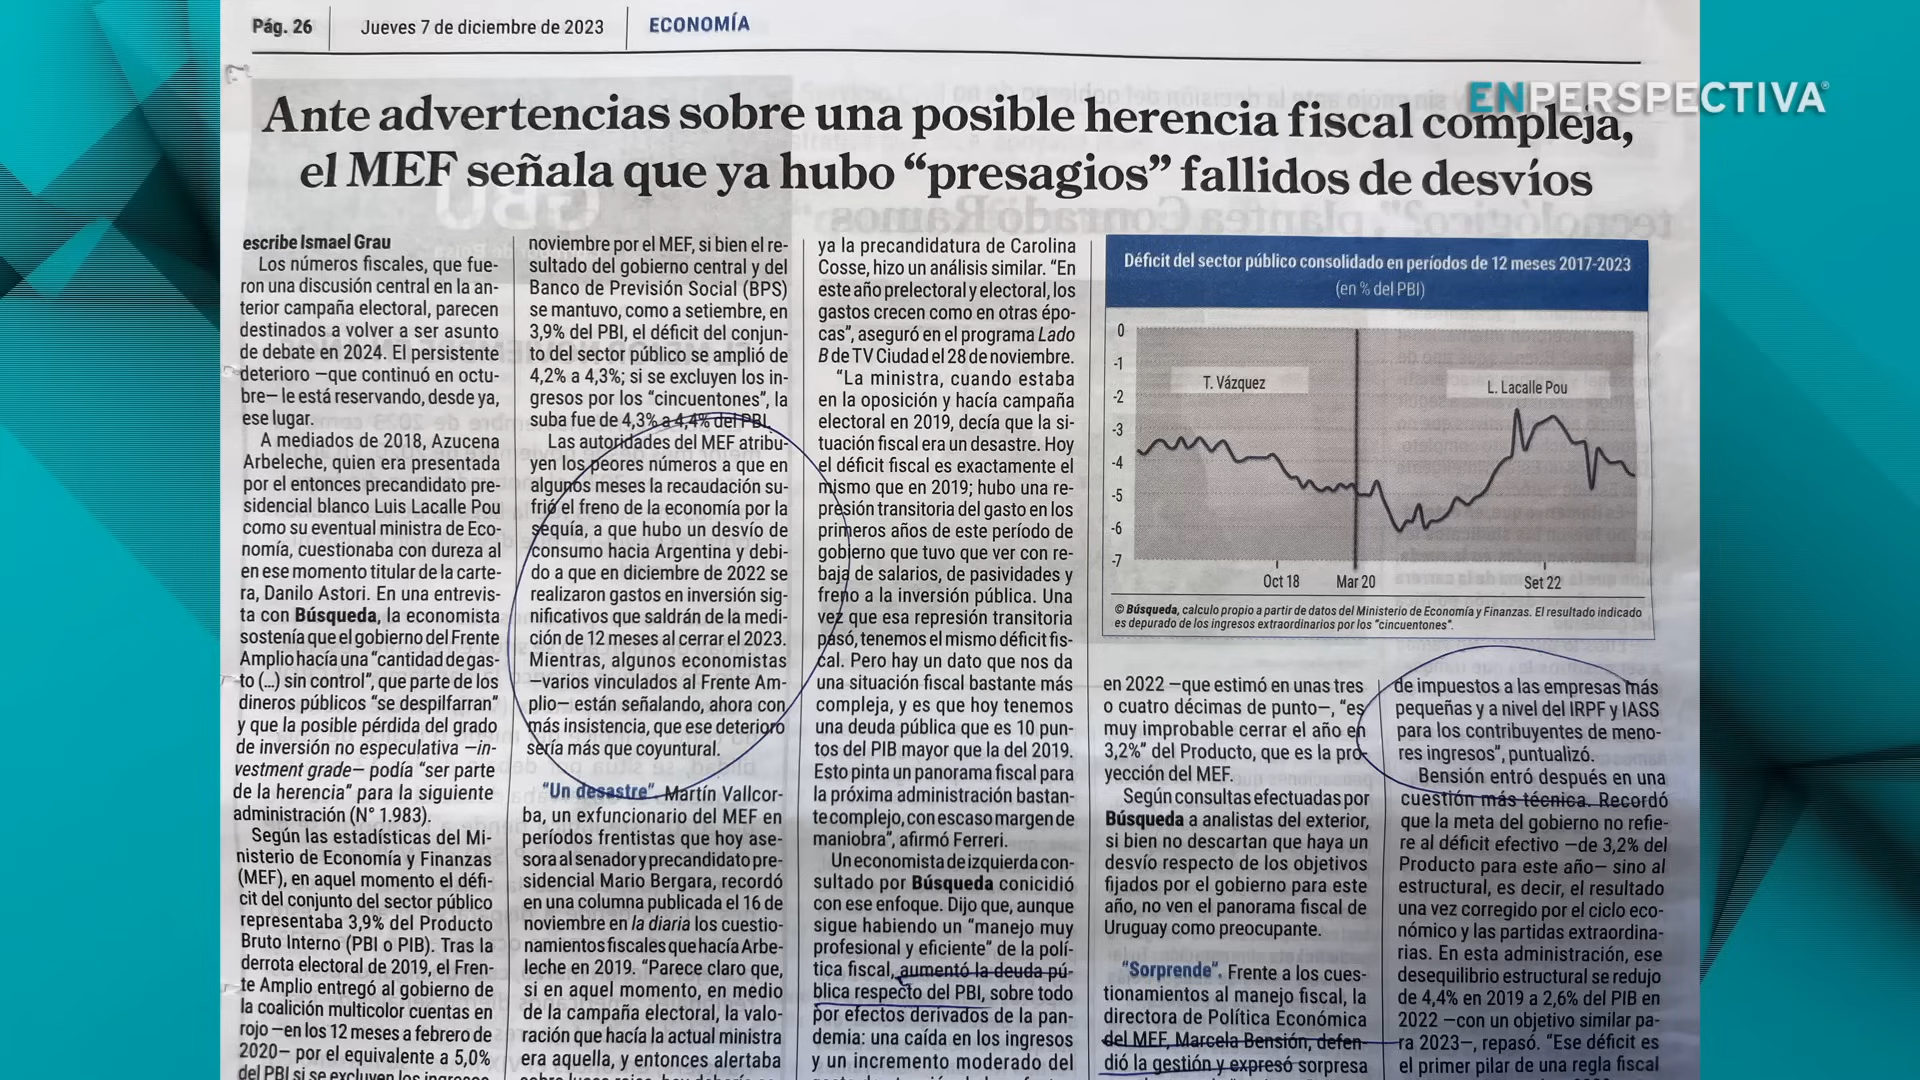 Pág. 26
Jueves 7 de diciembre de 2023
ECONOMÍA
ENPERSPECTIVA
Ante advertencias sobre una posible herencia fiscal compleja,
el MEF señala que ya hubo “presagios” fallidos de desvíos
escribe Ismael Grau
Los números fiscales, que fue-
ron una discusión central en la an-
terior campaña electoral, parecen
destinados a volver a ser asunto
de debate en 2024. El persistente
deterioro —que continuó en octu-
bre— le está reservando, desde ya,
ese lugar.
A mediados de 2018, Azucena
Arbeleche, quien era presentada
por el entonces precandidato pre-
sidencial blanco Luis Lacalle Pou
como su eventual ministra de Eco-
nomía, cuestionaba con dureza al
en ese momento titular de la carte-
ra, Danilo Astori. En una entrevis-
ta con Búsqueda, la economista
sostenía que el gobierno del Frente
Amplio hacía una “cantidad de gas-
to (...) sin control”, que parte de los
dineros públicos “se despilfarran”
y que la posible pérdida del grado
de inversión no especulativa —in-
vestment grade— podía “ser parte
de la herencia” para la siguiente
administración (N° 1.983).
Según las estadísticas del Mi-
nisterio de Economía y Finanzas
(MEF), en aquel momento el défi-
cit del conjunto del sector público
representaba 3,9% del Producto
Bruto Interno (PBI o PIB). Tras la
derrota electoral de 2019, el Fren-
te Amplio entregó al gobierno de
la coalición multicolor cuentas en
rojo —en los 12 meses a febrero de
2020— por el equivalente a 5,0%
del PBI si se excluyen los ingresos
noviembre por el MEF, si bien el re-
sultado del gobierno central y del
Banco de Previsión Social (BPS)
se mantuvo, como a setiembre, en
3,9% del PBI, el déficit del conjun-
to del sector público se amplió de
4,2% a 4,3%; si se excluyen los in-
gresos por los “cincuentones”, la
suba fue de 4,3% a 4,4% del PBI.
Las autoridades del MEF atribu-
yen los peores números a que en
algunos meses la recaudación su-
frió el freno de la economía por la
sequía, a que hubo un desvío de
consumo hacia Argentina y debi-
do a que en diciembre de 2022 se
realizaron gastos en inversión sig-
nificativos que saldrán de la medi-
ción de 12 meses al cerrar el 2023.
Mientras, algunos economistas
—varios vinculados al Frente Am-
plio— están señalando, ahora con
más insistencia, que ese deterioro
sería más que coyuntural.
“Un desastre”. Martín Vallcor-
ba, un exfuncionario del MEF en
períodos frentistas que hoy ase-
sora al senador y precandidato pre-
sidencial Mario Bergara, recordó
en una columna publicada el 16 de
noviembre en la diaria los cuestio-
namientos fiscales que hacía Arbe-
leche en 2019. “Parece claro que,
si en aquel momento, en medio
de la campaña electoral, la valo-
ración que hacía la actual ministra
era aquella, y entonces alertaba
ya la precandidatura de Carolina
Cosse, hizo un análisis similar. “En
este año prelectoral y electoral, los
gastos crecen como en otras épo-
cas”, aseguró en el programa Lado
B de TV Ciudad el 28 de noviembre.
“La ministra, cuando estaba
en la oposición y hacía campaña
electoral en 2019, decía que la si-
tuación fiscal era un desastre. Hoy
el déficit fiscal es exactamente el
mismo que en 2019; hubo una re-
presión transitoria del gasto en los
primeros años de este período de
gobierno que tuvo que ver con re-
baja de salarios, de pasividades y
freno a la inversión pública. Una
vez que esa represión transitoria
pasó, tenemos el mismo déficit fis-
cal. Pero hay un dato que nos da
una situación fiscal bastante más
compleja, y es que hoy tenemos
una deuda pública que es 10 pun-
tos del PIB mayor que la del 2019.
Esto pinta un panorama fiscal para
la próxima administración bastan-
te complejo, con escaso margen de
maniobra”, afirmó Ferreri.
Un economista de izquierda con-
sultado por Búsqueda conicidió
con ese enfoque. Dijo que, aunque
sigue habiendo un “manejo muy
profesional y eficiente” de la polí-
tica fiscal, aumentó la deuda pú-
blica respecto del PBI, sobre todo
por efectos derivados de la pan-
demia: una caída en los ingresos
y un incremento moderado del
Déficit del sector público consolidado en períodos de 12 meses 2017-2023
(en % del PBI)
0
-1
-2
-3
-4
-5
-6
-7
T. Vázquez
L. Lacalle Pou
Oct 18
Mar 20
Set 22
© Búsqueda, calculo propio a partir de datos del Ministerio de Economía y Finanzas. El resultado indicado
es depurado de los ingresos extraordinarios por los "cincuentones".
en 2022 —que estimó en unas tres
o cuatro décimas de punto—, “es
muy improbable cerrar el año en
3,2%” del Producto, que es la pro-
yección del MEF.
Según consultas efectuadas por
Búsqueda a analistas del exterior,
si bien no descartan que haya un
desvío respecto de los objetivos
fijados por el gobierno para este
año, no ven el panorama fiscal de
Uruguay como preocupante.
“Sorprende”. Frente a los cues-
tionamientos al manejo fiscal, la
directora de Política Económica
del MEF, Marcela Bensión, defen-
dió la gestión y expresó sorpresa
de impuestos a las empresas más
pequeñas y a nivel del IRPF y IASS
para los contribuyentes de meno-
res ingresos”, puntualizó.
Bensión entró después en una
cuestión más técnica. Recordó
que la meta del gobierno no refie-
re al déficit efectivo —de 3,2% del
Producto para este año— sino al
estructural, es decir, el resultado
una vez corregido por el ciclo eco-
nómico y las partidas extraordina-
rias. En esta administración, ese
desequilibrio estructural se redujo
de 4,4% en 2019 a 2,6% del PIB en
2022 —con un objetivo similar pa-
ra 2023—, repasó. “Ese déficit es
el primer pilar de una regla fiscal